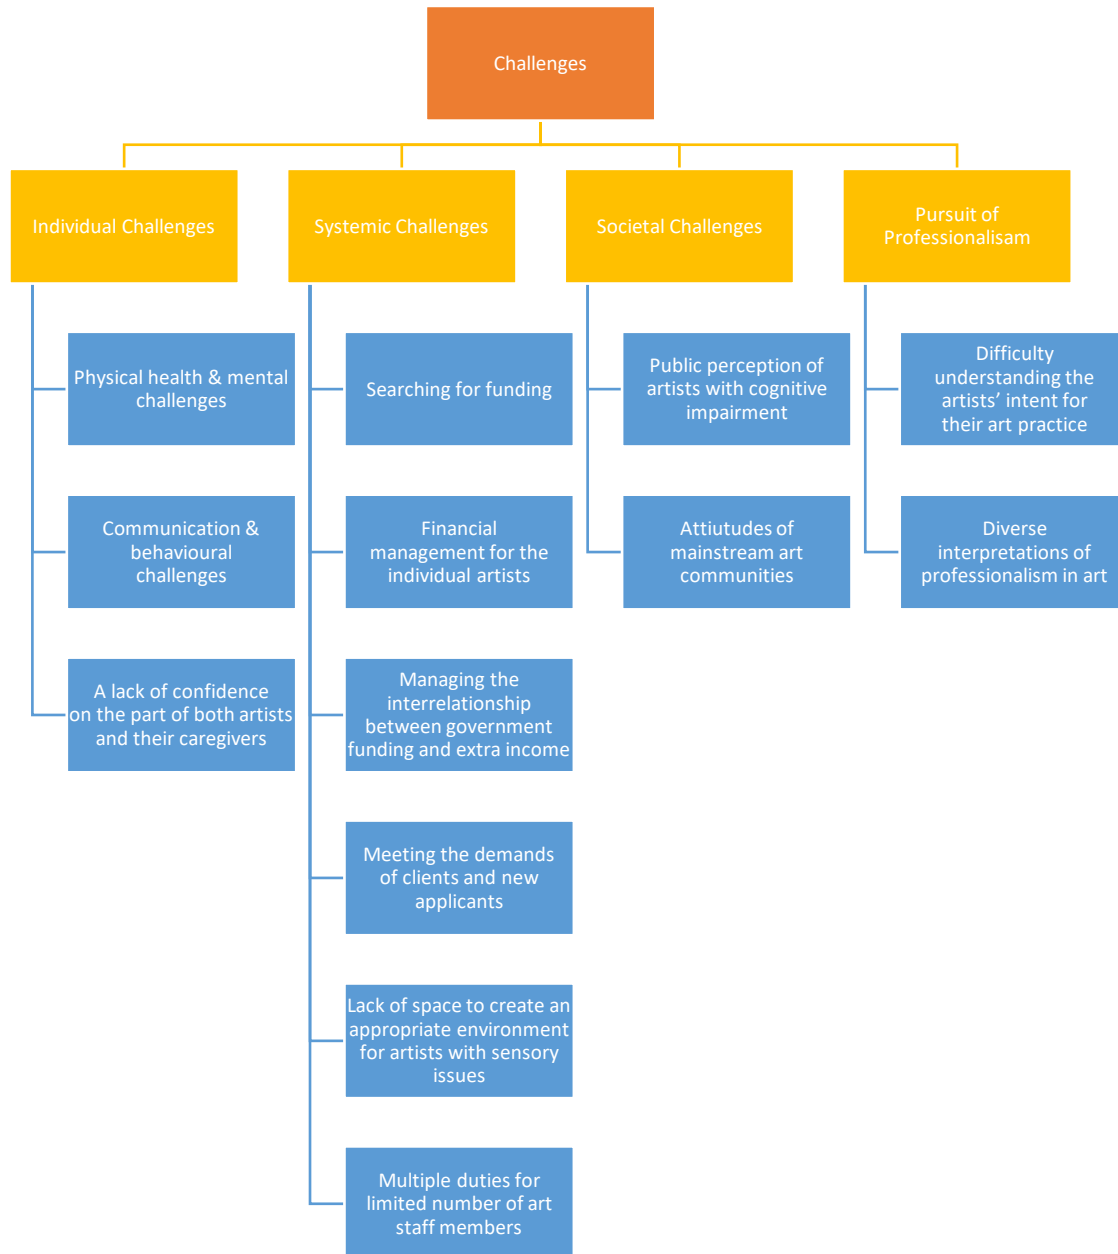 Challenges
Individual Challenges
Physical health & mental
challenges
Communication &
behavioural
challenges
A lack of confidence
on the part of both artists
and their caregivers
Systemic Challenges
Searching for funding
Financial
management for the
individual artists
Managing the
interrelationship
between government
funding and extra income
Meeting the demands
of clients and new
applicants
Lack of space to create an
appropriate environment
for artists with sensory
issues
Multiple duties for
limited number of art
staff members
Societal Challenges
Public perception of
artists with cognitive
impairment
Attiutudes of
mainstream art
communities
Pursuit of
Professionalisam
Difficulty
understanding the
artists’ intent for
their art practice
Diverse
interpretations of
professionalism in art